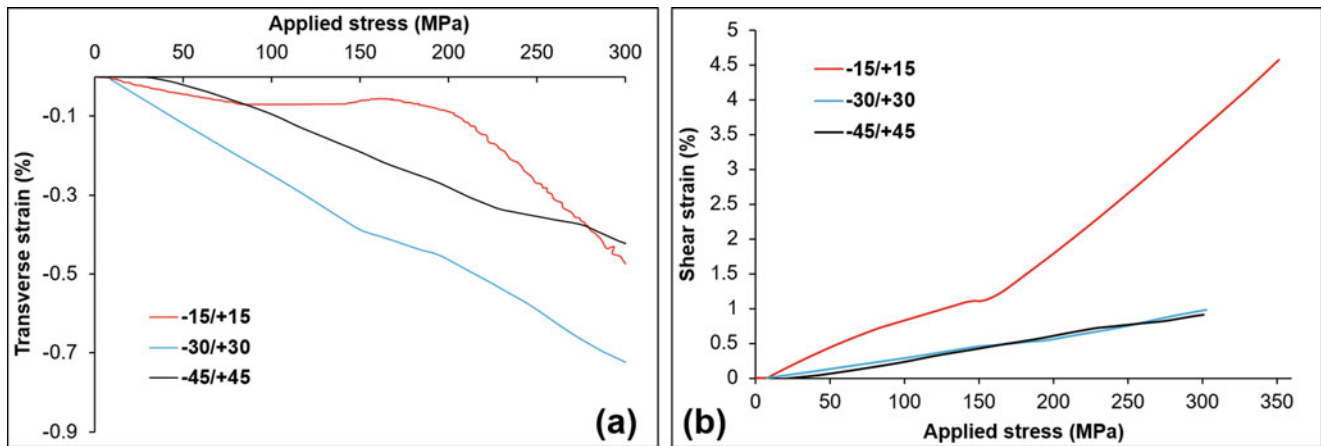 Applied stress (MPa)
0 50 100 150 200 250 300
-0.1
-0.3
-0.5
-0.7
-0.9
Transverse strain (%)
-15/+15
-30/+30
-45/+45
(a)
5
4.5
4
3.5
3
2.5
2
1.5
1
0.5
0
Shear strain (%)
-15/+15
-30/+30
-45/+45
0 50 100 150 200 250 300 350
Applied stress (MPa)
(b)